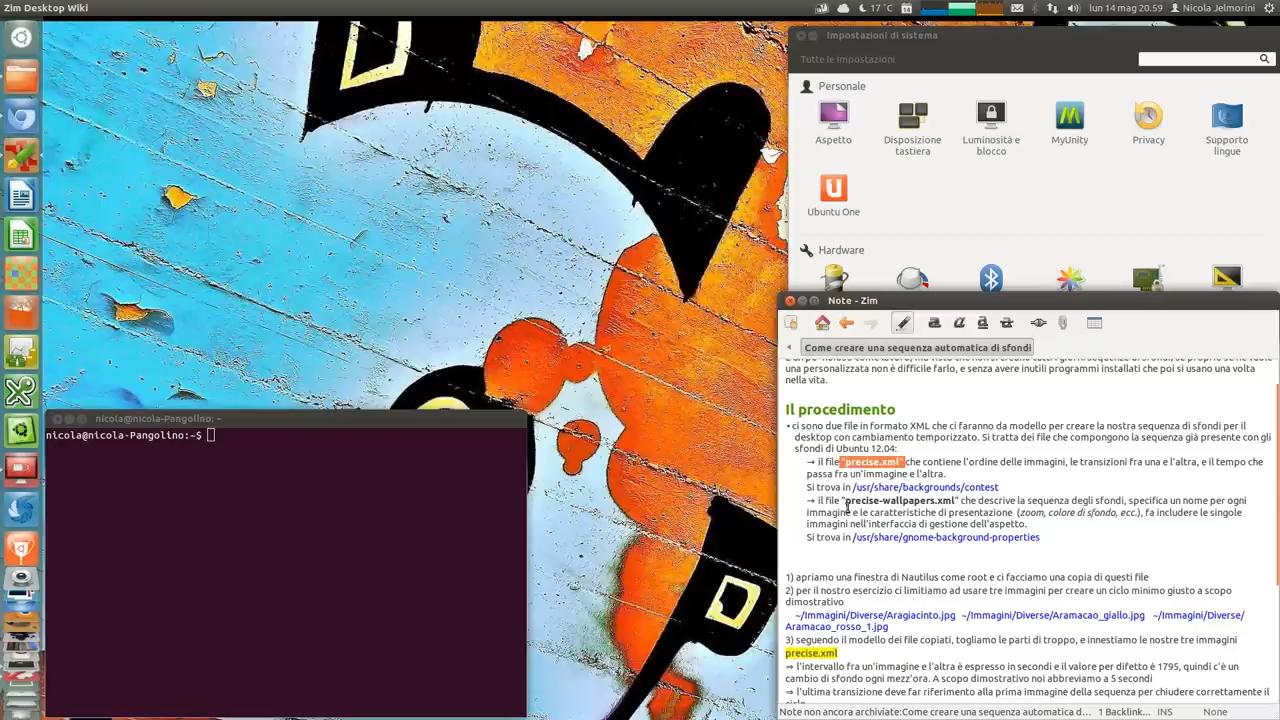 Zim Desktop Wiki
17 °C
lun 14 mag 20.59
Nicola Jelmorini
Impostazioni di sistema
Tutte le impostazioni
Personale
Aspetto
Disposizione tastiera
Luminosità e blocco
MyUnity
Privacy
Supporto lingue
Ubuntu One
Hardware
Note - Zim
Come creare una sequenza automatica di sfondi
una personalizzata non è difficile farlo, e senza avere inutili programmi installati che poi si usano una volta
nella vita.
Il procedimento
• ci sono due file in formato XML che ci faranno da modello per creare la nostra sequenza di sfondi per il
desktop con cambiamento temporizzato. Si tratta dei file che compongono la sequenza già presente con gli
sfondi di Ubuntu 12.04:
→ il file "precise.xml" che contiene l'ordine delle immagini, le transizioni fra una e l'altra, e il tempo che
passa fra un'immagine e l'altra.
Si trova in /usr/share/backgrounds/contest
→ il file "precise-wallpapers.xml" che descrive la sequenza degli sfondi, specifica un nome per ogni
immagine e le caratteristiche di presentazione (zoom, colore di sfondo, ecc.), fa includere le singole
immagini nell'interfaccia di gestione dell'aspetto.
Si trova in /usr/share/gnome-background-properties
1) apriamo una finestra di Nautilus come root e ci facciamo una copia di questi file
2) per il nostro esercizio ci limitiamo ad usare tre immagini per creare un ciclo minimo giusto a scopo
dimostrativo
~/Immagini/Diverse/Aragiacinto.jpg ~/Immagini/Diverse/Aramacao_giallo.jpg ~/Immagini/Diverse/
Aramacao_rosso_1.jpg
3) seguendo il modello dei file copiati, togliamo le parti di troppo, e innestiamo le nostre tre immagini
precise.xml
⇒ l'intervallo fra un'immagine e l'altra è espresso in secondi e il valore per difetto è 1795, quindi c'è un
cambio di sfondo ogni mezz'ora. A scopo dimostrativo noi abbreviamo a 5 secondi
⇒ l'ultima transizione deve far riferimento alla prima immagine della sequenza per chiudere correttamente il
Note non ancora archiviate:Come creare una sequenza automatica d... 1 Backlink... INS None
nicola@nicola-Pangolino: ~
nicola@nicola-Pangolino:~$